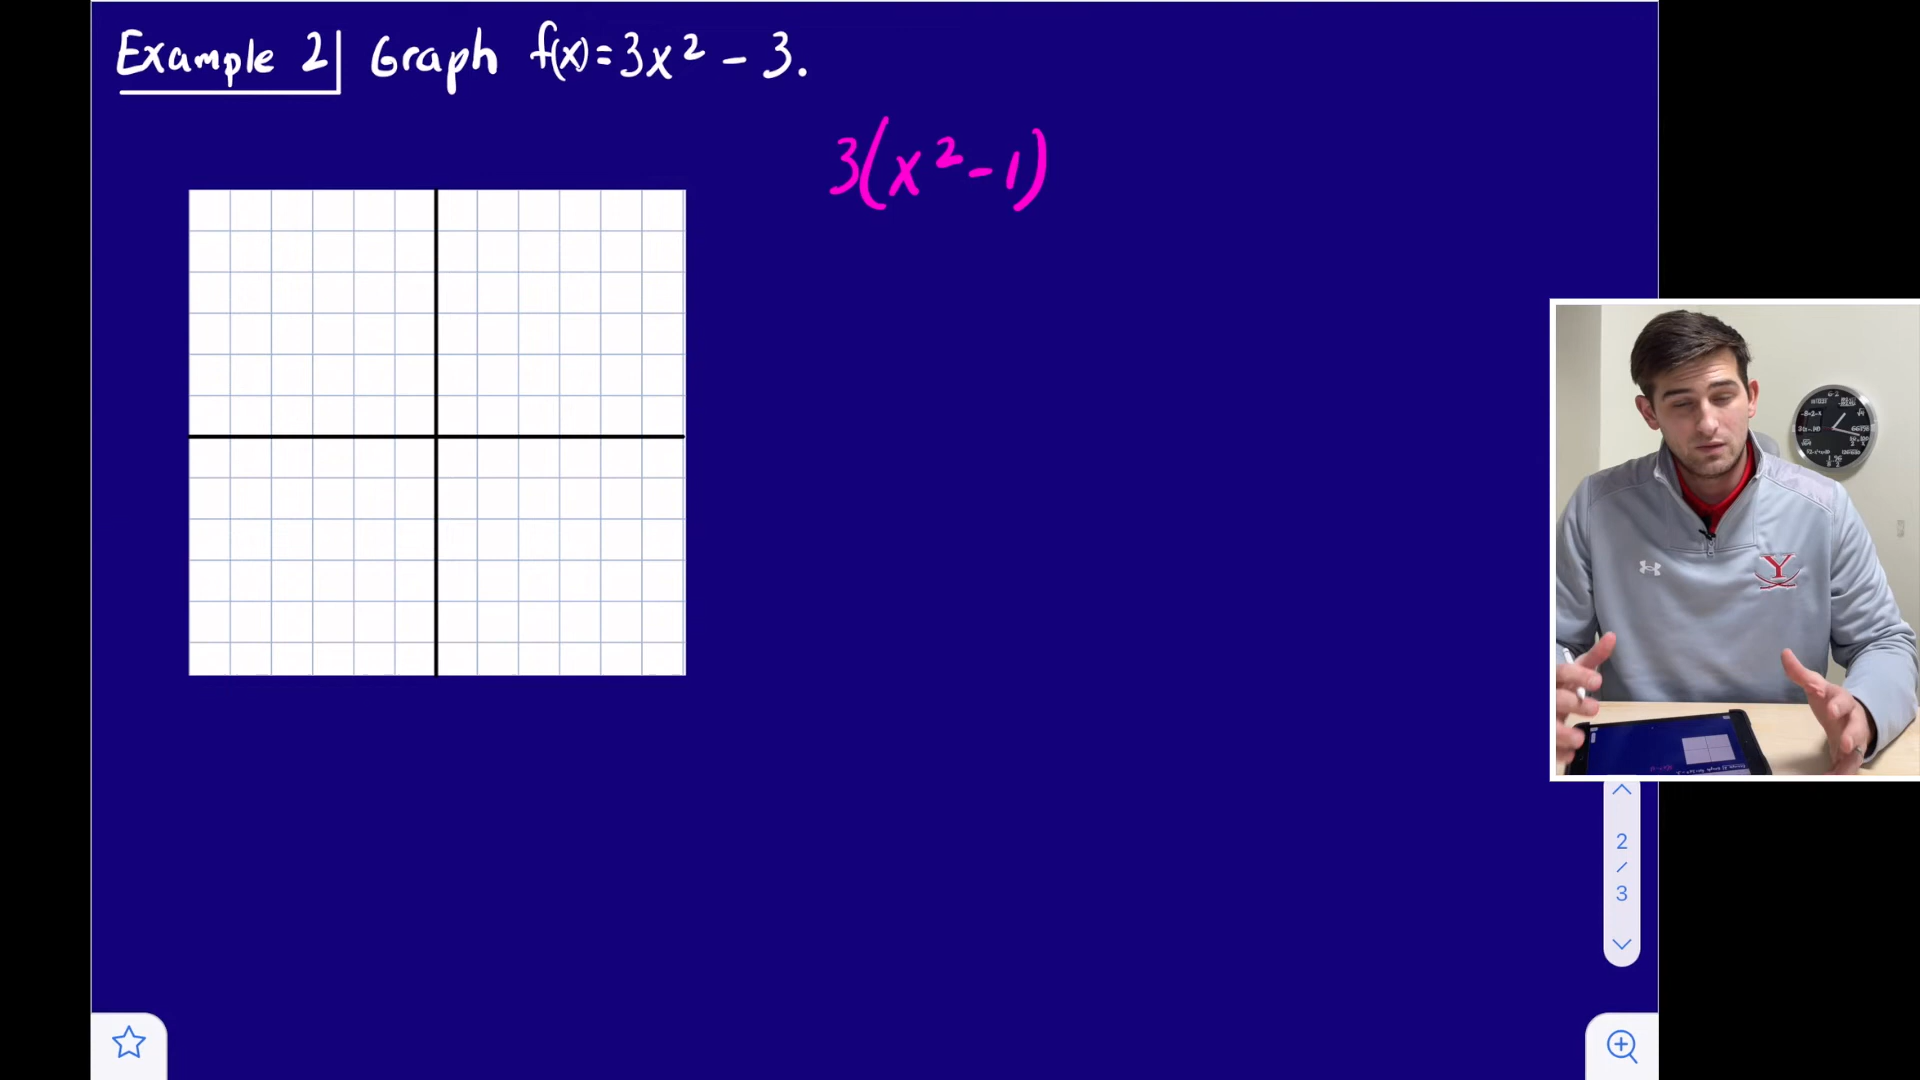 Example 2 Graph f(x)=3x² - 3.
3(x²-1)
Y
2
/
3